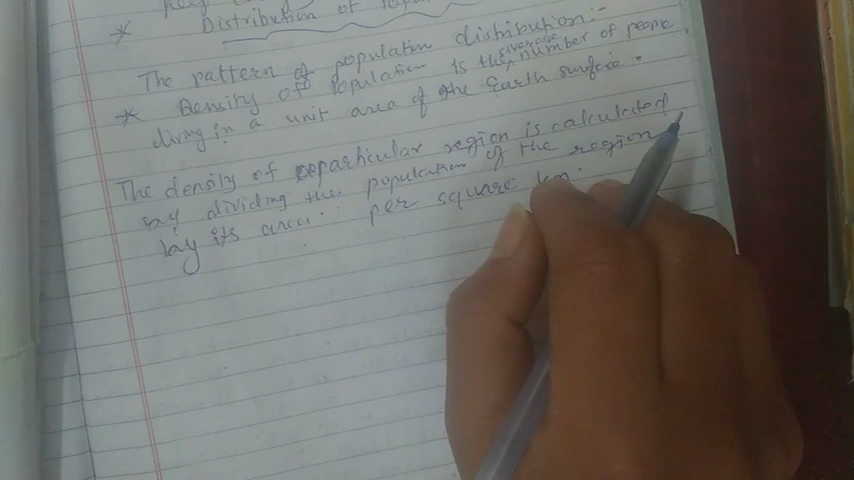 * Distribution of
The pattern of population distribution:-
average
* Density of population is the number of people
living in a unit area of the Earth surface.
The density of particular region is calculated
by dividing the population of the region
by its area. per square km.